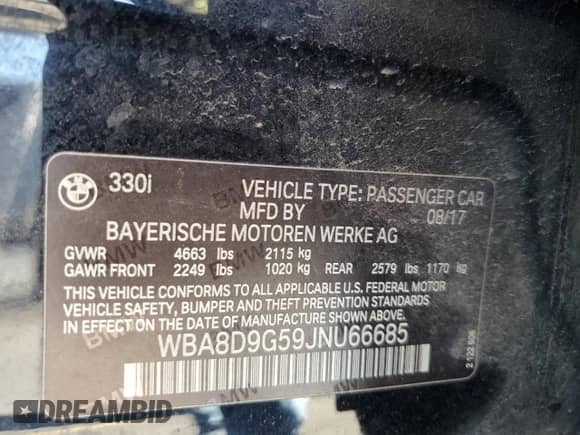 330i
VEHICLE TYPE: PASSENGER CAR
MFD BY 08/17
BAYERISCHE MOTOREN WERKE AG
GVWR 4663 lbs 2115 kg
GAWR FRONT 2249 lbs 1020 kg REAR 2579 lbs 1170 kg
THIS VEHICLE CONFORMS TO ALL APPLICABLE U.S. FEDERAL MOTOR
VEHICLE SAFETY, BUMPER AND THEFT PREVENTION STANDARDS
IN EFFECT ON THE DATE OF MANUFACTURE SHOWN ABOVE.
WBA8D9G59JNU66685
DREAMBID